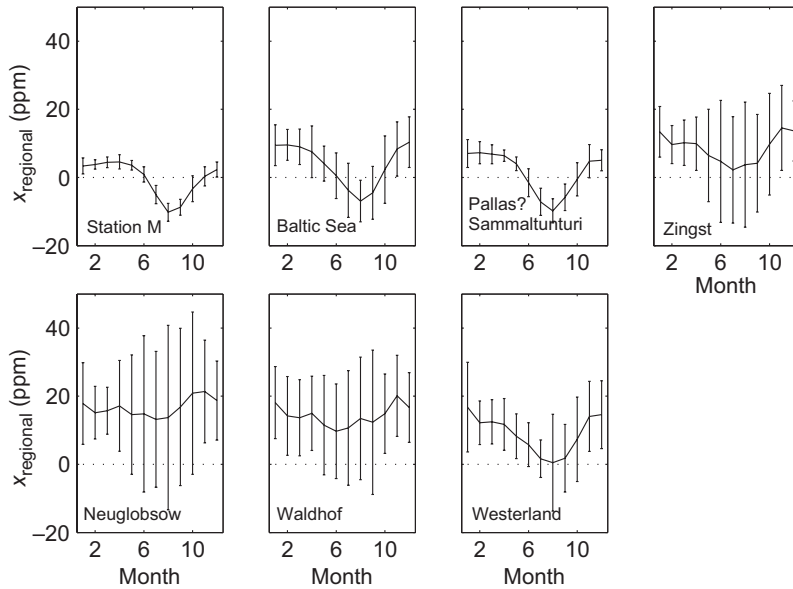 40
20
0
–20
x regional (ppm)
Station M
2 6 10
Baltic Sea
2 6 10
Pallas?
Sammaltunturi
2 6 10
Zingst
2 6 10
Month
40
20
0
–20
x regional (ppm)
Neuglobsow
2 6 10
Month
Waldhof
2 6 10
Month
Westerland
2 6 10
Month